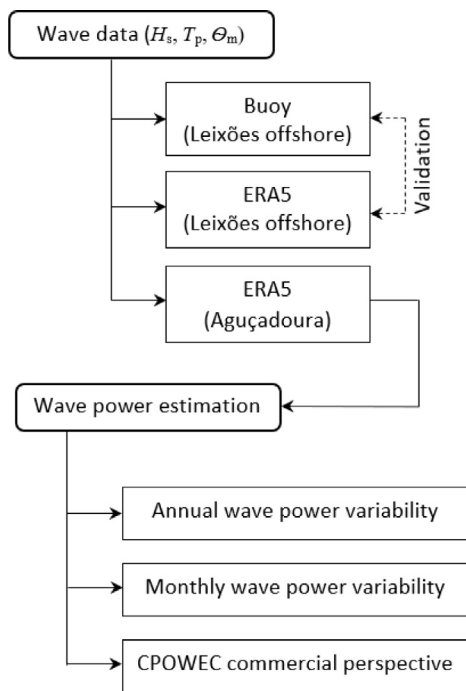 Wave data (Hs, Tp, Θm)
Buoy
(Leixões offshore)
Validation
ERA5
(Leixões offshore)
ERA5
(Aguçadoura)
Wave power estimation
Annual wave power variability
Monthly wave power variability
CPOWEC commercial perspective